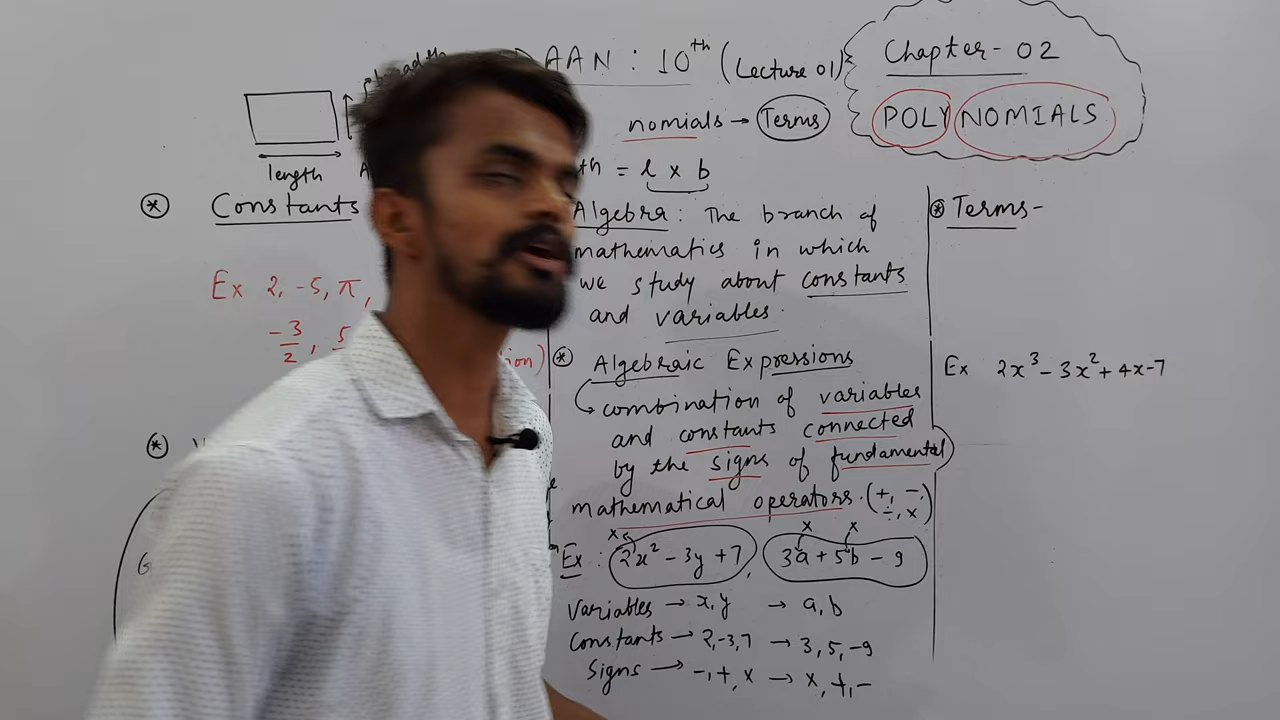 AAN : 10th (Lecture 01)
Chapter - 02
POLYNOMIALS
nomials → Terms
length
= l x b
⊛ Constants
Ex 2, -5, π,
-3/2, 5
⊛
Algebra : The branch of
mathematics in which
we study about constants
and variables.
⊛ Algebraic Expressions
combination of variables
and constants connected
by the signs of fundamental
mathematical operators. (+, -, ÷, x)
x x x
Ex : 2x² - 3y + 7, 3a + 5b - 9
Variables → x, y → a, b
Constants → 2, -3, 7 → 3, 5, -9
Signs → -, +, x → x, +, -
⊛ Terms -
Ex 2x³ - 3x² + 4x - 7